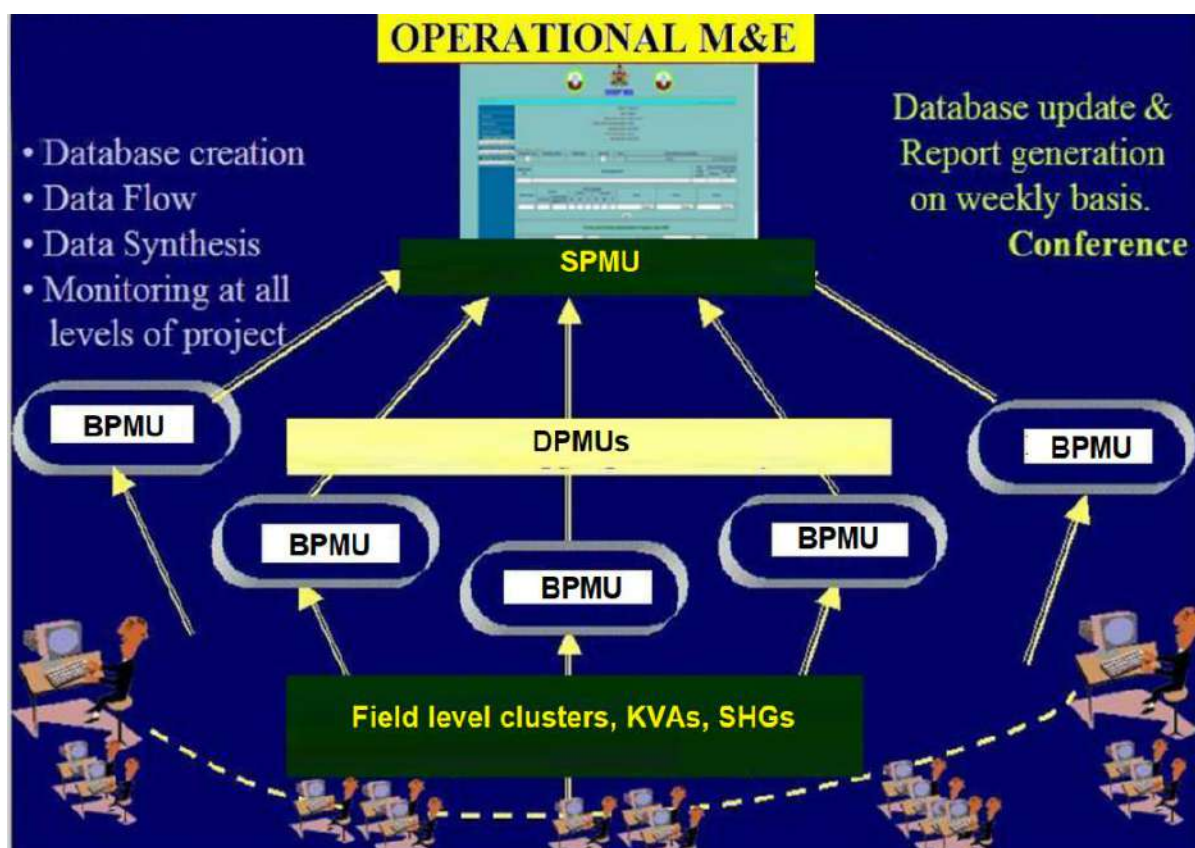 OPERATIONAL M&E
• Database creation
• Data Flow
• Data Synthesis
• Monitoring at all
levels of project
Database update &
Report generation
on weekly basis.
Conference
SPMU
BPMU
DPMUs
BPMU
BPMU
BPMU
BPMU
Field level clusters, KVAs, SHGs